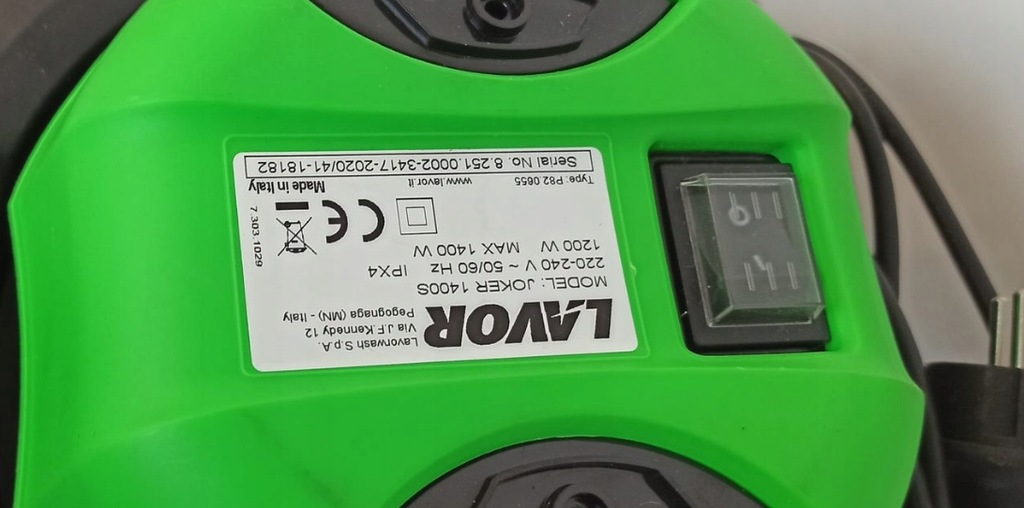 LAVOR
Lavorwash S.p.A.
Via J.F. Kennedy 12
Pegognaga (MN) - Italy
MODEL: JOKER 1400S
220-240 V ~ 50/60 Hz IPX4
1200 W MAX 1400 W
CE
7.303.1029
Type: P82.0655 www.lavor.it Made in Italy
Serial No. 8.251.0002-3417-2020/41-18182